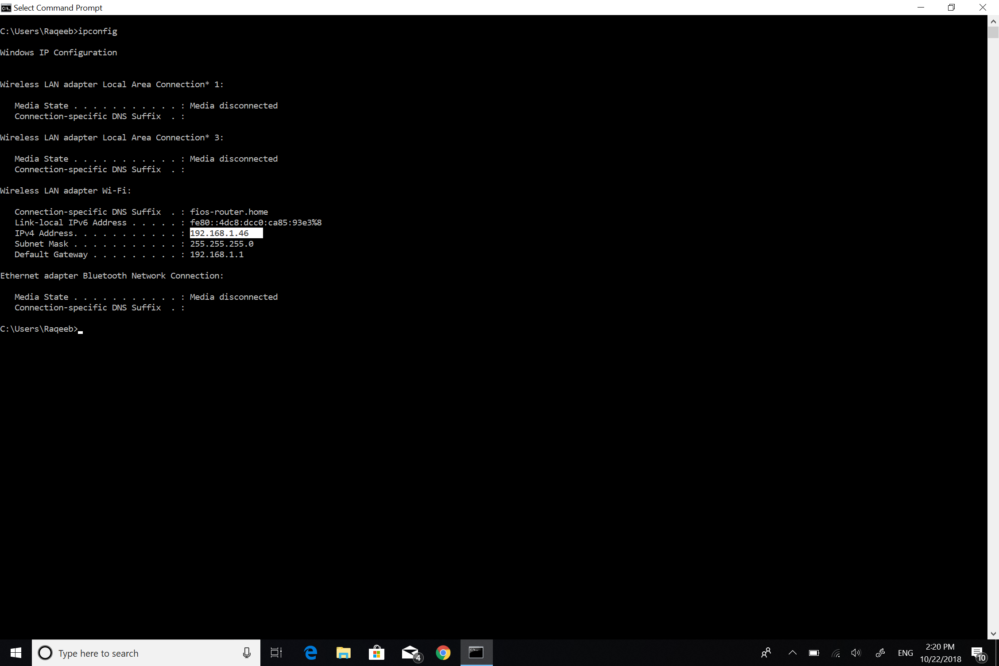 Select Command Prompt
C:\Users\Raqeeb>ipconfig
Windows IP Configuration
Wireless LAN adapter Local Area Connection* 1:
Media State . . . . . . . . . . . : Media disconnected
Connection-specific DNS Suffix  . :
Wireless LAN adapter Local Area Connection* 3:
Media State . . . . . . . . . . . : Media disconnected
Connection-specific DNS Suffix  . :
Wireless LAN adapter Wi-Fi:
Connection-specific DNS Suffix  . : fios-router.home
Link-local IPv6 Address . . . . . : fe80::4dc8:dcc0:ca85:93e3%8
IPv4 Address. . . . . . . . . . . : 192.168.1.46
Subnet Mask . . . . . . . . . . . : 255.255.255.0
Default Gateway . . . . . . . . . : 192.168.1.1
Ethernet adapter Bluetooth Network Connection:
Media State . . . . . . . . . . . : Media disconnected
Connection-specific DNS Suffix  . :
C:\Users\Raqeeb>
Type here to search
4
ENG
2:20 PM
10/22/2018
10